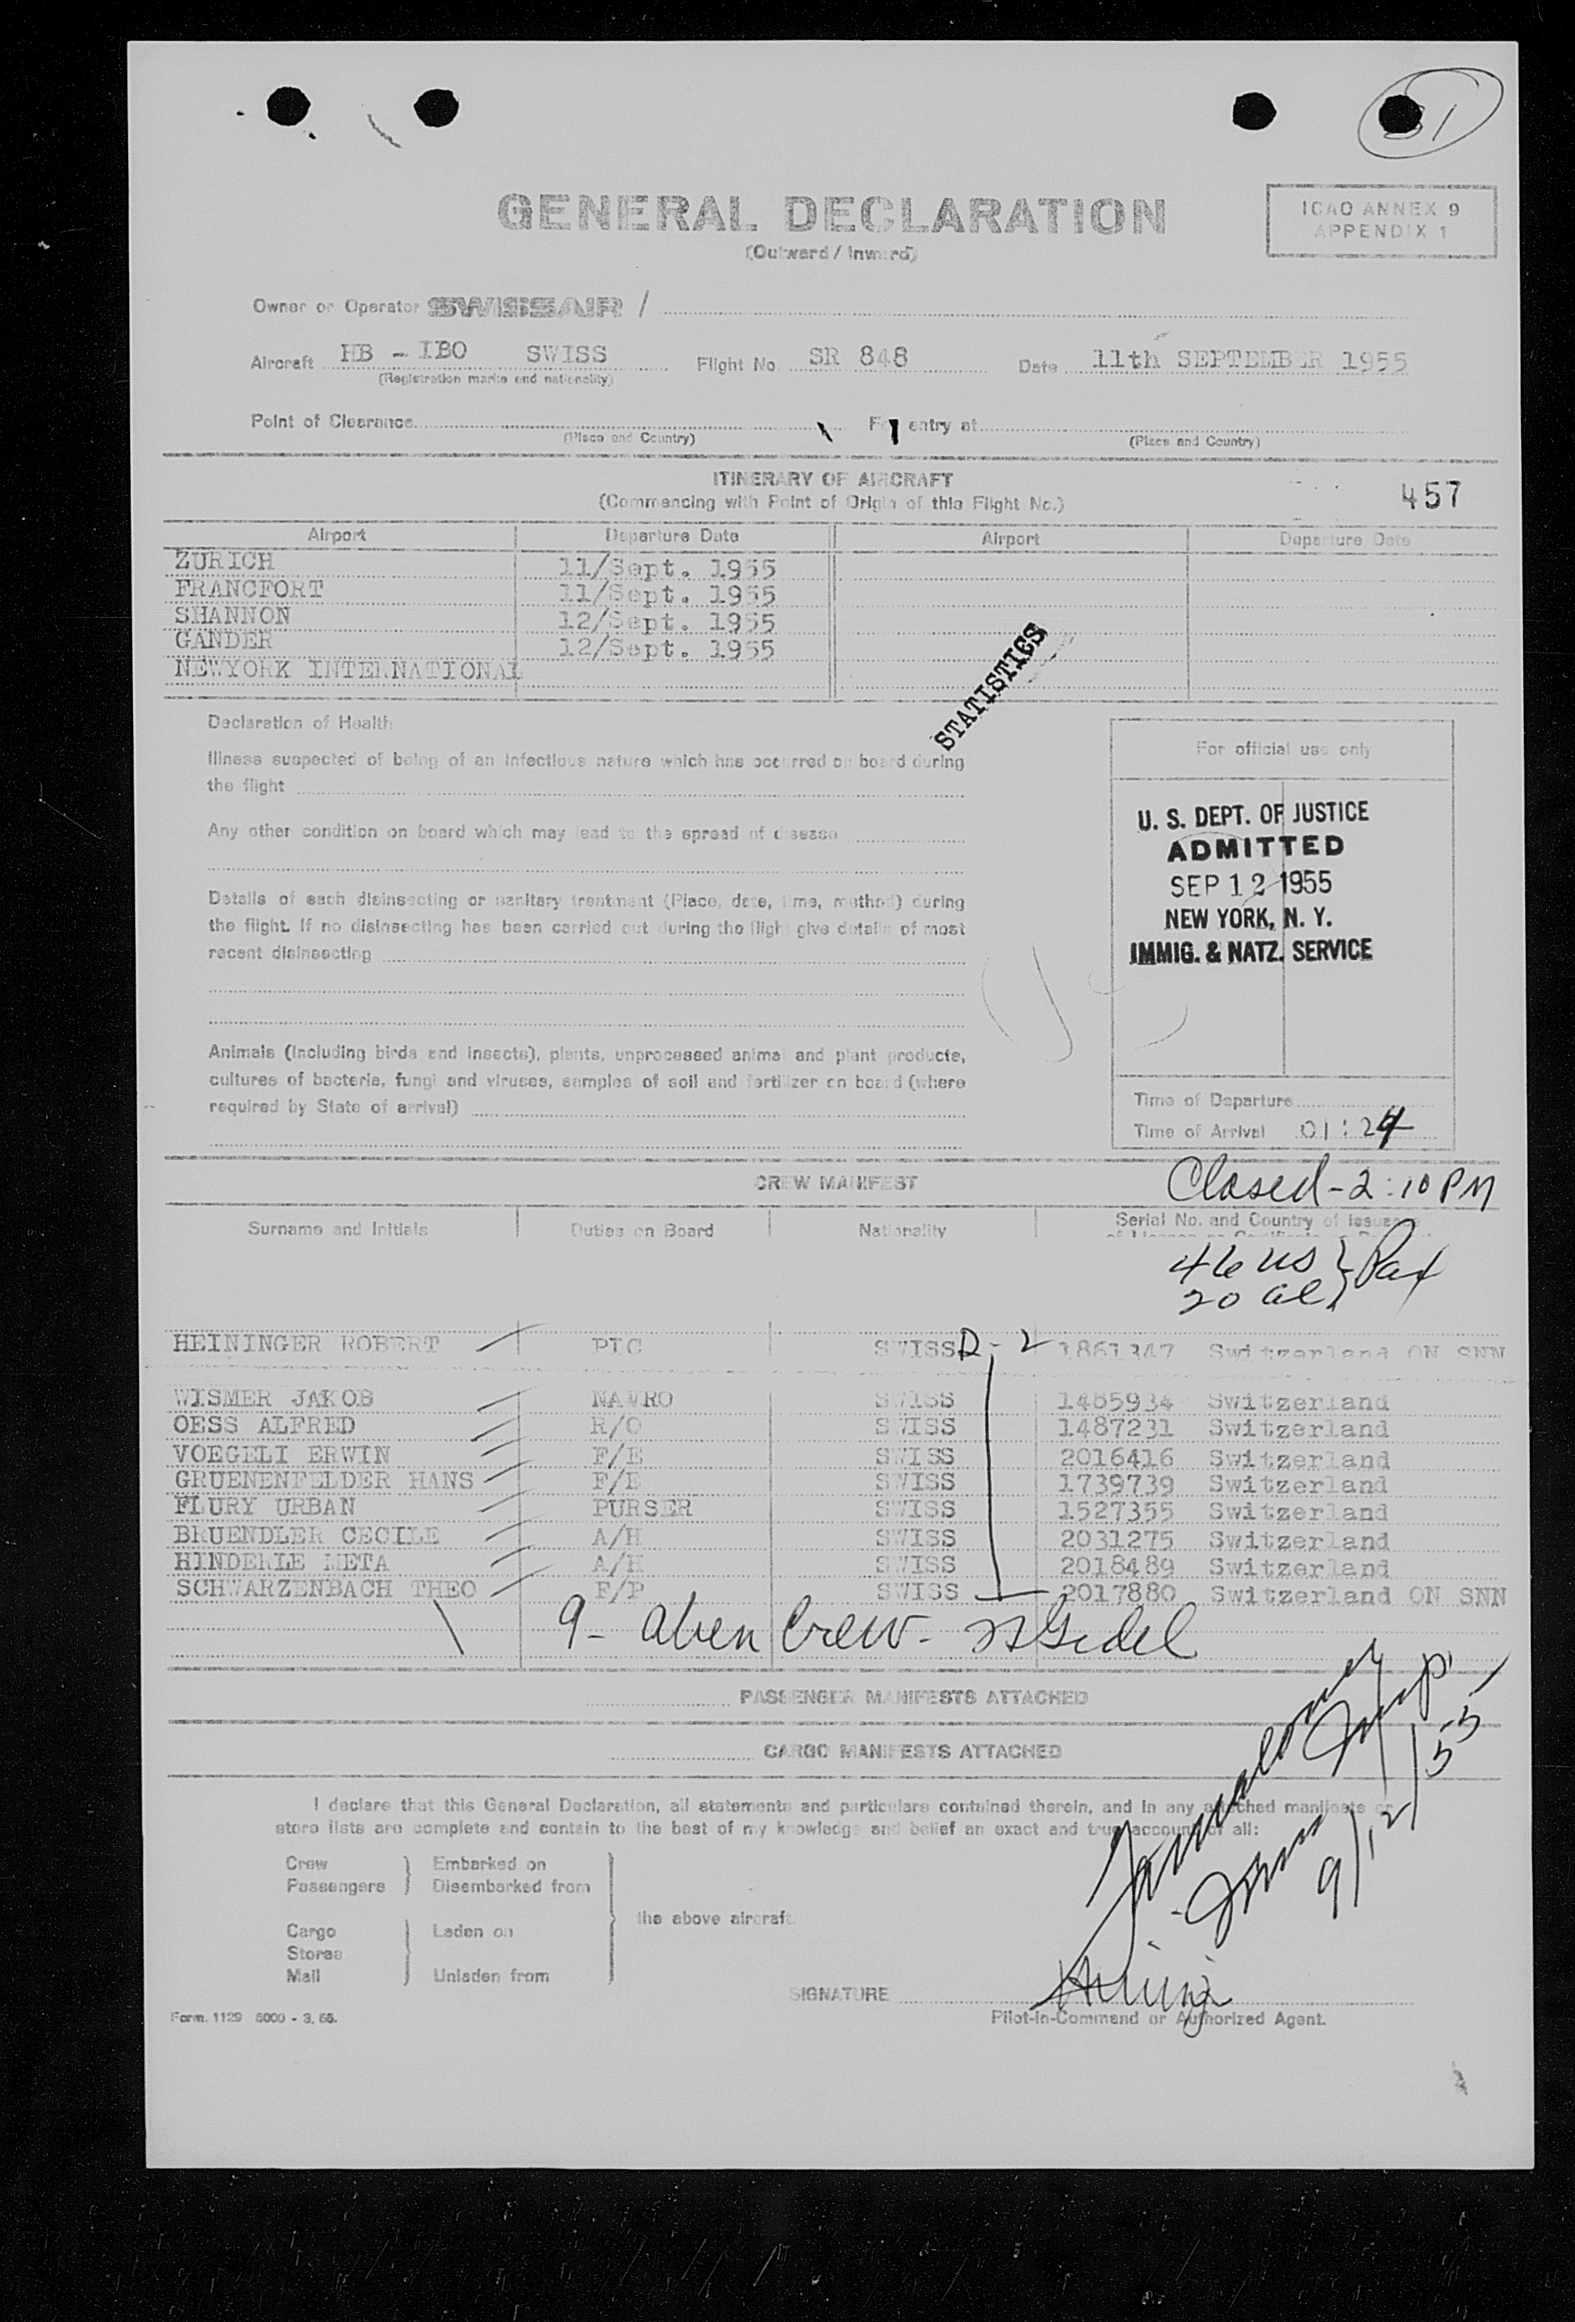 GENERAL DECLARATION
(Outward / Inward)
ICAO ANNEX 9
APPENDIX 1
Owner or Operator SWISSAIR /
Aircraft HB - IBO SWISS Flight No. SR 848 Date 11th SEPTEMBER 1955
(Registration marks and nationality)
Point of Clearance For entry at
(Place and Country) (Place and Country)
ITINERARY OF AIRCRAFT
(Commencing with Point of Origin of this Flight No.)
457
Airport Departure Date Airport Departure Date
ZURICH 11/Sept. 1955
FRANCFORT 11/Sept. 1955
SHANNON 12/Sept. 1955
GANDER 12/Sept. 1955
NEWYORK INTERNATIONAL
STATISTICS
Declaration of Health
Illness suspected of being of an infectious nature which has occurred on board during
the flight
Any other condition on board which may lead to the spread of disease
Details of each disinsecting or sanitary treatment (Place, date, time, method) during
the flight. If no disinsecting has been carried out during the flight give details of most
recent disinsecting
Animals (including birds and insects), plants, unprocessed animal and plant products,
cultures of bacteria, fungi and viruses, samples of soil and fertilizer on board (where
required by State of arrival)
For official use only
U. S. DEPT. OF JUSTICE
ADMITTED
SEP 12 1955
NEW YORK, N. Y.
IMMIG. & NATZ. SERVICE
Time of Departure
Time of Arrival 01:24
Closed - 2:10 PM
CREW MANIFEST
Surname and Initials Duties on Board Nationality Serial No. and Country of Issuance
46 US } Pax
20 al }
HEININGER ROBERT PIC SWISS D-2 1861347 Switzerland ON SNN
WISMER JAKOB NAVRO SWISS 1485934 Switzerland
OESS ALFRED R/O SWISS 1487231 Switzerland
VOEGELI ERWIN F/E SWISS 2016416 Switzerland
GRUENENFELDER HANS F/E SWISS 1739739 Switzerland
FLURY URBAN PURSER SWISS 1527355 Switzerland
BRUENDLER CECILE A/H SWISS 2031275 Switzerland
HINDERLE META A/H SWISS 2018489 Switzerland
SCHWARZENBACH THEO F/P SWISS 2017880 Switzerland ON SNN
9 - alien Crew -
PASSENGER MANIFESTS ATTACHED
CARGO MANIFESTS ATTACHED
I declare that this General Declaration, all statements and particulars contained therein, and in any attached manifests or
store lists are complete and contain to the best of my knowledge and belief an exact and true account of all:
Crew Embarked on
Passengers Disembarked from
the above aircraft.
Cargo Laden on
Stores
Mail Unladen from
9/12/55
SIGNATURE
Pilot-in-Command or Authorized Agent.
Form. 1129 5000 - 3. 55.